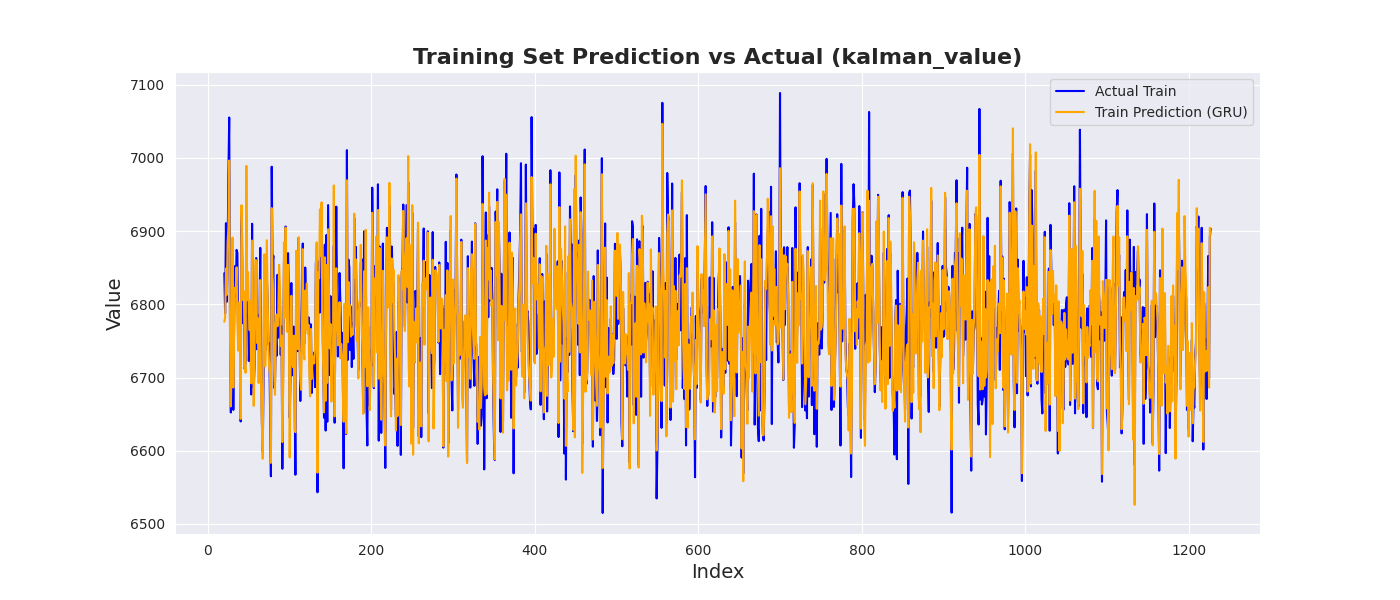 Training Set Prediction vs Actual (kalman_value)
Actual Train
Train Prediction (GRU)
7100
7000
6900
6800
6700
6600
6500
Value
0 200 400 600 800 1000 1200
Index